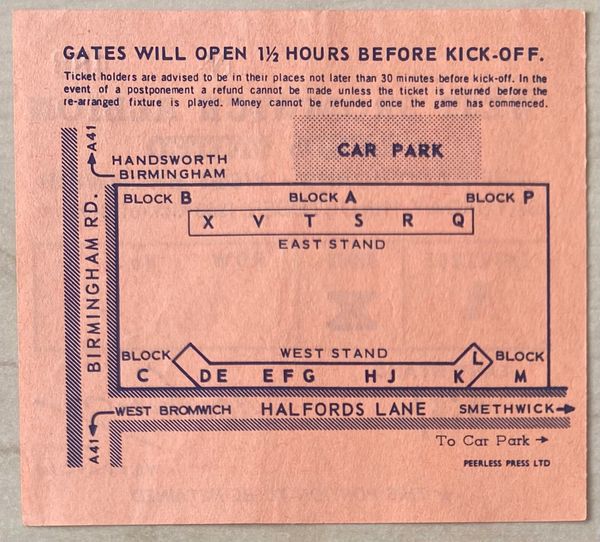 GATES WILL OPEN 1½ HOURS BEFORE KICK-OFF.
Ticket holders are advised to be in their places not later than 30 minutes before kick-off. In the
event of a postponement a refund cannot be made unless the ticket is returned before the
re-arranged fixture is played. Money cannot be refunded once the game has commenced.
A41
CAR PARK
HANDSWORTH
BIRMINGHAM
BLOCK B BLOCK A BLOCK P
X V T S R Q
EAST STAND
BIRMINGHAM RD.
WEST STAND
BLOCK L BLOCK
C DE EFG HJ K M
A41
WEST BROMWICH HALFORDS LANE SMETHWICK
To Car Park
PEERLESS PRESS LTD